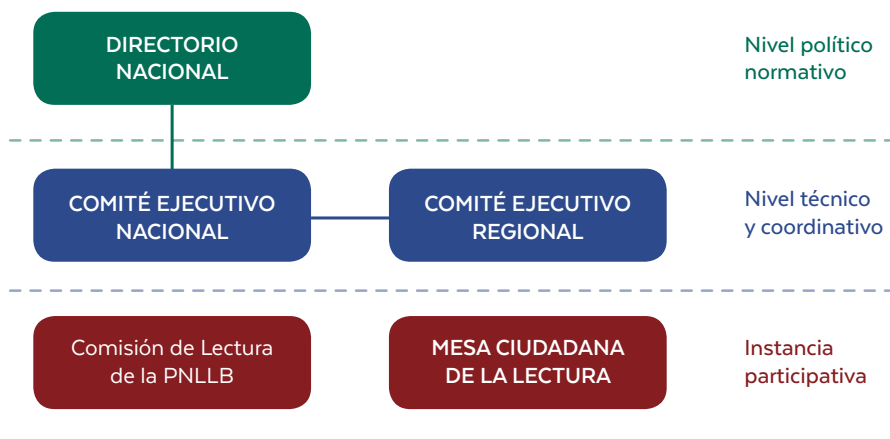 DIRECTORIO
NACIONAL
Nivel político
normativo
COMITÉ EJECUTIVO
NACIONAL
COMITÉ EJECUTIVO
REGIONAL
Nivel técnico
y coordinativo
Comisión de Lectura
de la PNLLB
MESA CIUDADANA
DE LA LECTURA
Instancia
participativa